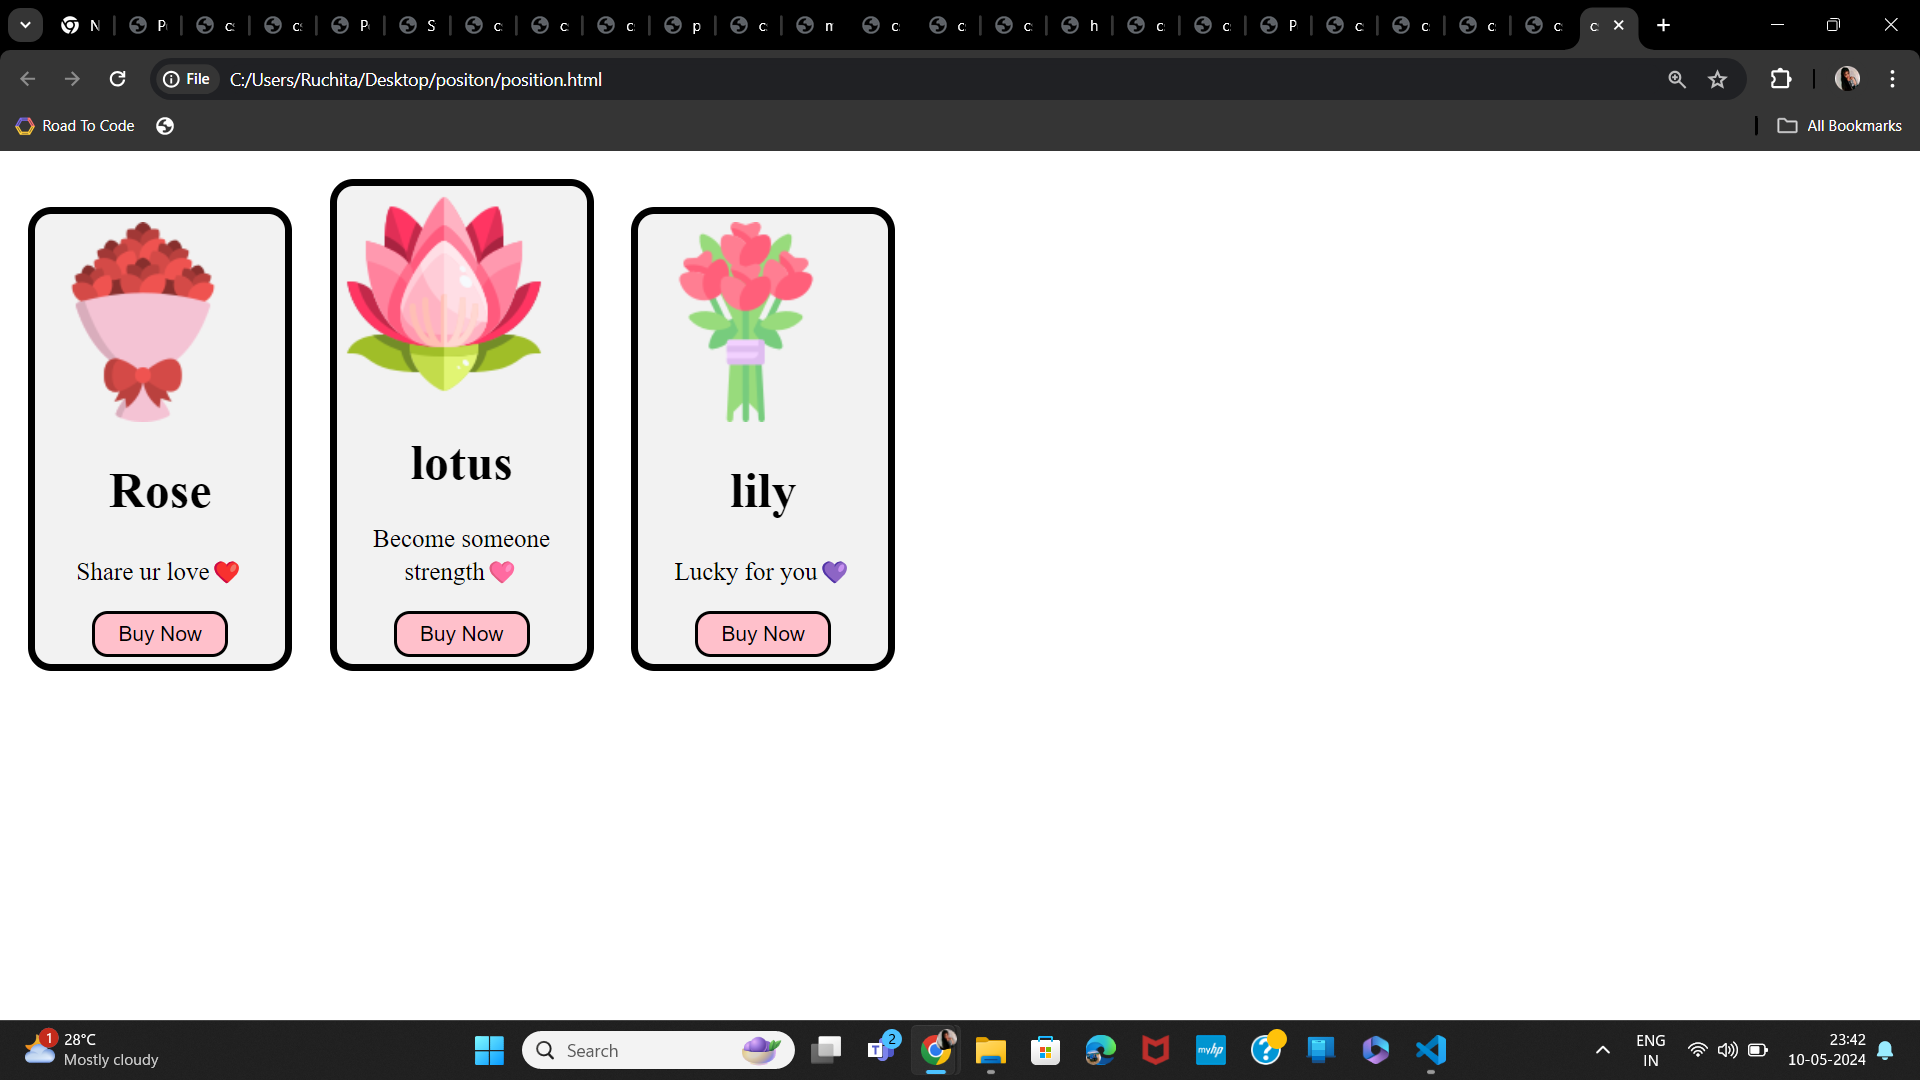 N
P
c
c
P
S
c
c
c
p
c
m
c
c
c
h
c
c
P
c
c
c
c
c
File
C:/Users/Ruchita/Desktop/positon/position.html
Road To Code
All Bookmarks
Rose
Share ur love❤️
Buy Now
lotus
Become someone
strength🩷
Buy Now
lily
Lucky for you💜
Buy Now
1
28°C
Mostly cloudy
Search
T
2
myhp
?
ENG
IN
23:42
10-05-2024